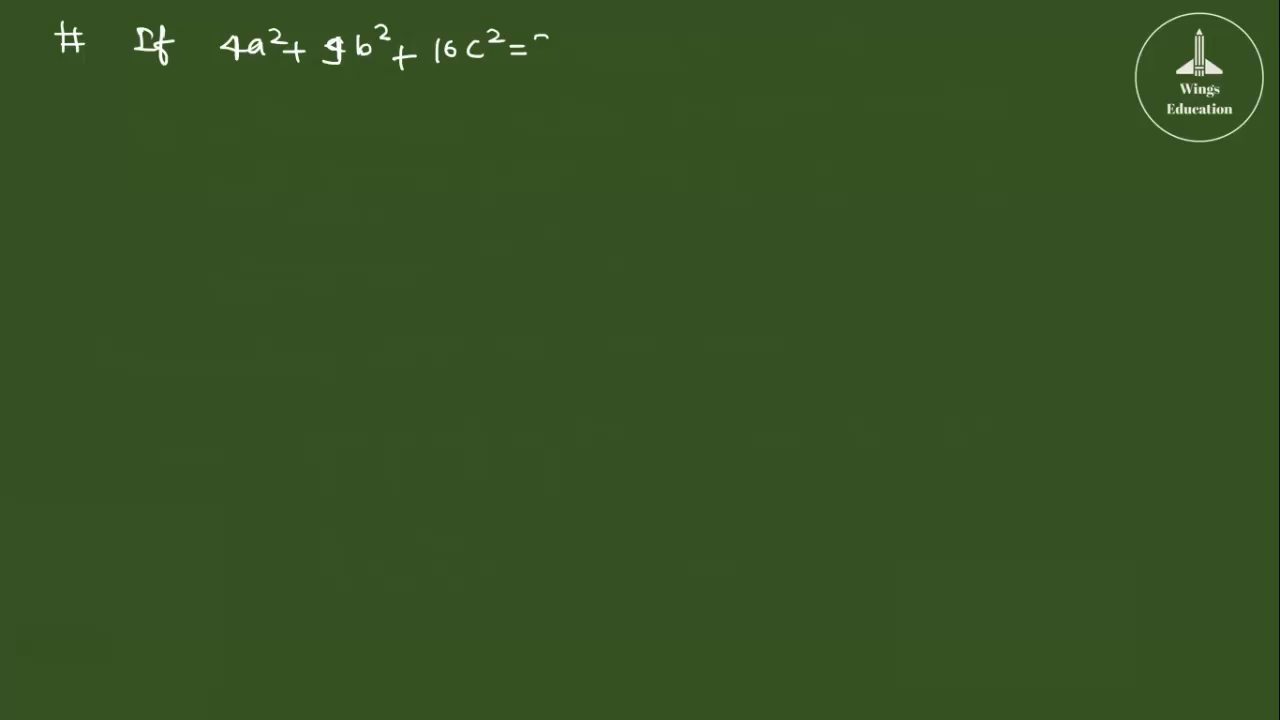 # If 4a²+ 9b²+ 16c²=
Wings
Education